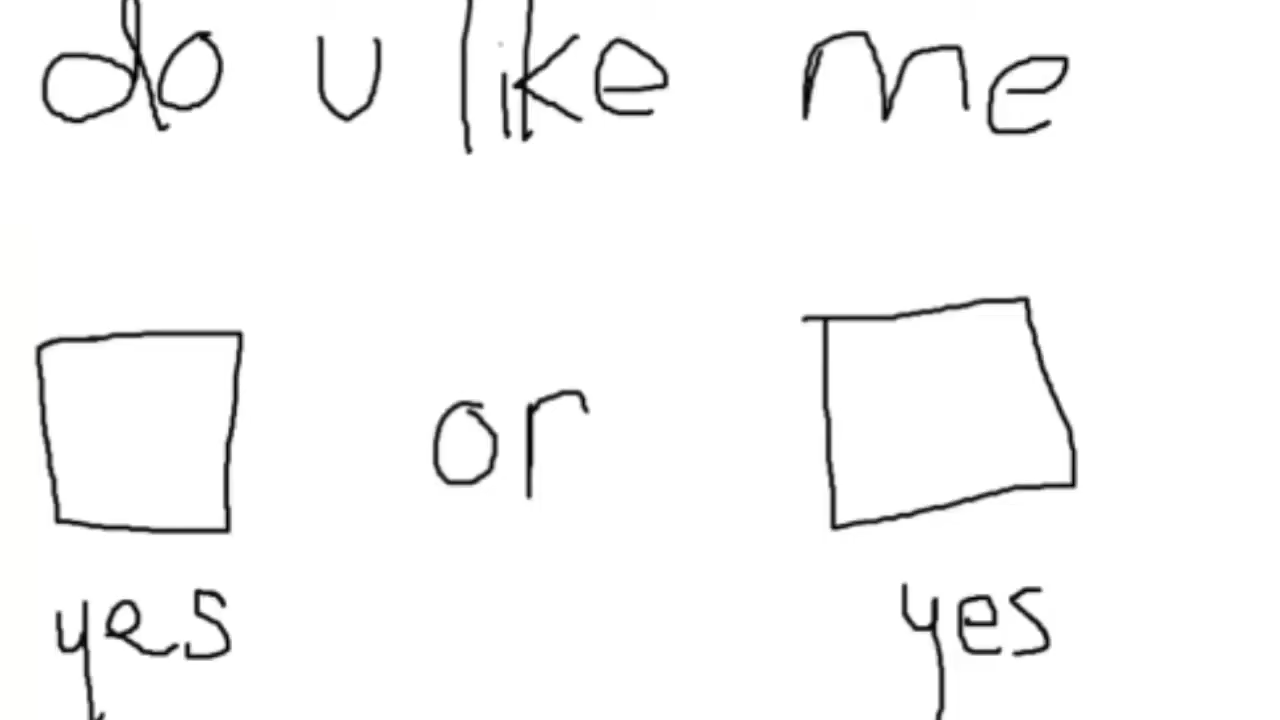 do u like me
or
yes yes